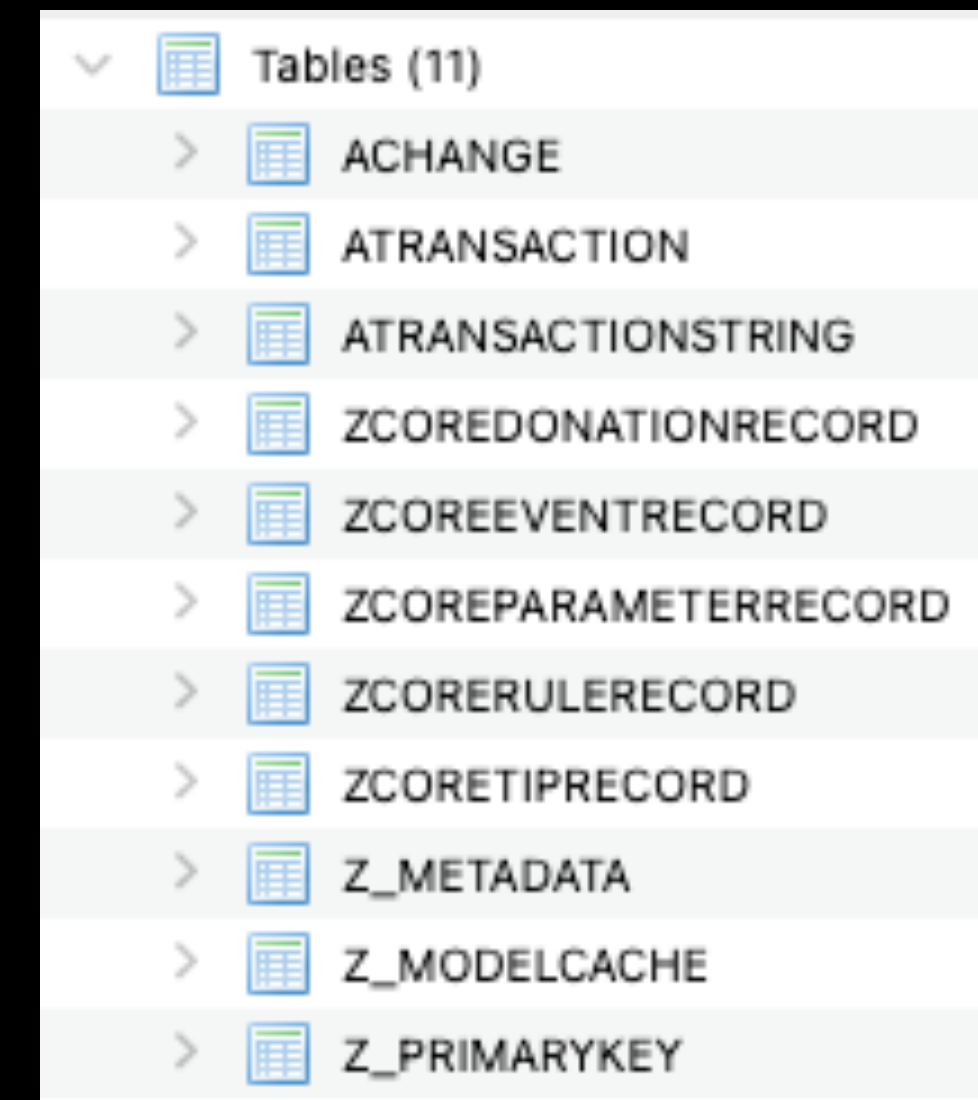 Tables (11)
ACHANGE
ATRANSACTION
ATRANSACTIONSTRING
ZCOREDONATIONRECORD
ZCOREEVENTRECORD
ZCOREPARAMETERRECORD
ZCORERULERECORD
ZCORETIPRECORD
Z_METADATA
Z_MODELCACHE
Z_PRIMARYKEY